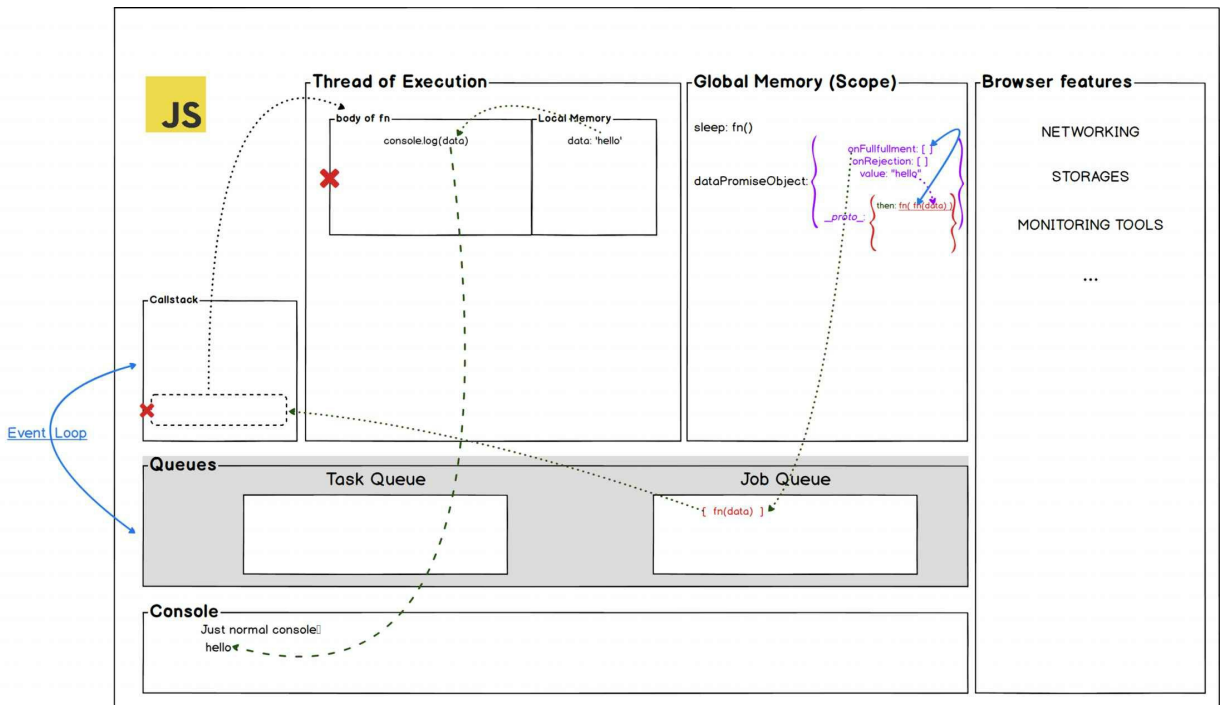 JS
Thread of Execution
body of fn
console.log(data)
Local Memory
data: 'hello'
Global Memory (Scope)
sleep: fn()
dataPromiseObject:
onFullfullment: [ ]
onRejection: [ ]
value: "hello"
_proto_:
then: fn( fn(data) )
Browser features
NETWORKING
STORAGES
MONITORING TOOLS
...
Callstack
Event Loop
Queues
Task Queue
Job Queue
[ fn(data) ]
Console
Just normal console
hello